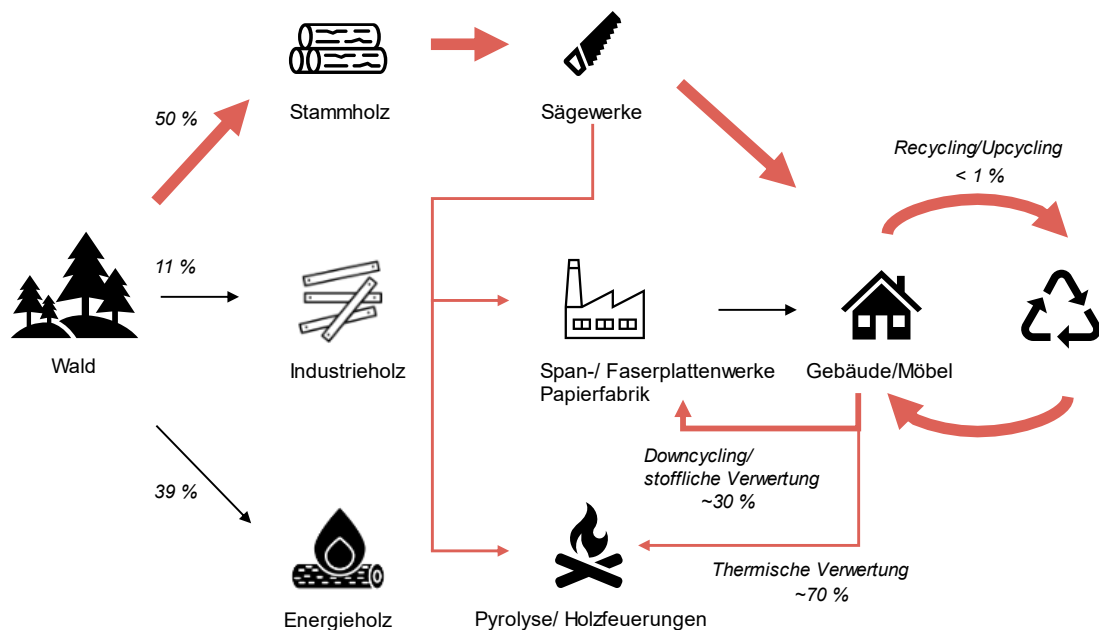 Stammholz
Sägewerke
50 %
Recycling/Upcycling
< 1 %
11 %
Wald
Industrieholz
Span-/ Faserplattenwerke
Papierfabrik
Gebäude/Möbel
Downcycling/
stoffliche Verwertung
~30 %
39 %
Thermische Verwertung
~70 %
Energieholz
Pyrolyse/ Holzfeuerungen